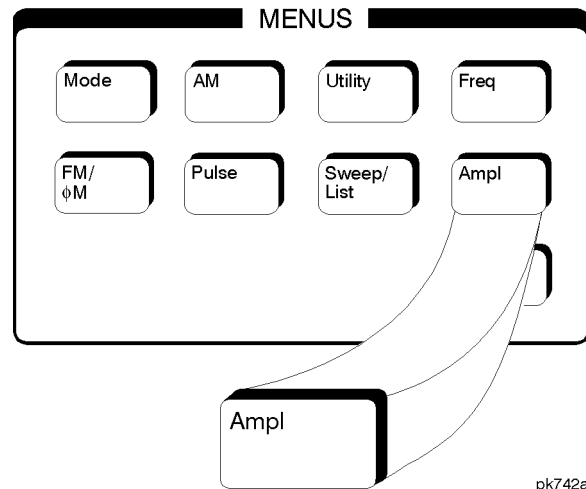 MENUS
Mode
AM
Utility
Freq
FM/
ϕM
Pulse
Sweep/
List
Ampl
Ampl
pk742a